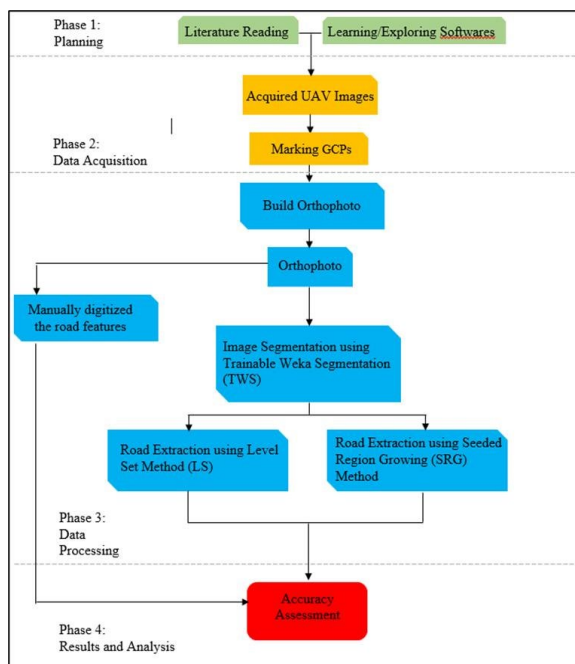 Phase 1:
Planning
Literature Reading
Learning/Exploring Softwares
Acquired UAV Images
Marking GCPs
Phase 2:
Data Acquisition
Build Orthophoto
Orthophoto
Manually digitized
the road features
Image Segmentation using
Trainable Weka Segmentation
(TWS)
Road Extraction using Level
Set Method (LS)
Road Extraction using Seeded
Region Growing (SRG)
Method
Phase 3:
Data
Processing
Accuracy
Assessment
Phase 4:
Results and Analysis